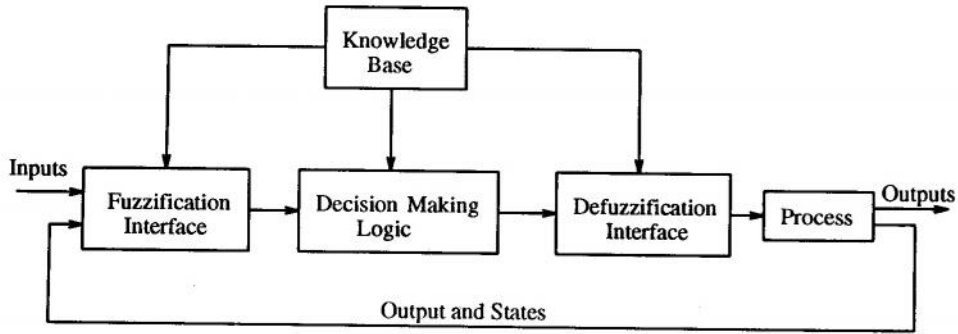 Knowledge
Base
Inputs
Fuzzification
Interface
Decision Making
Logic
Defuzzification
Interface
Process
Outputs
Output and States